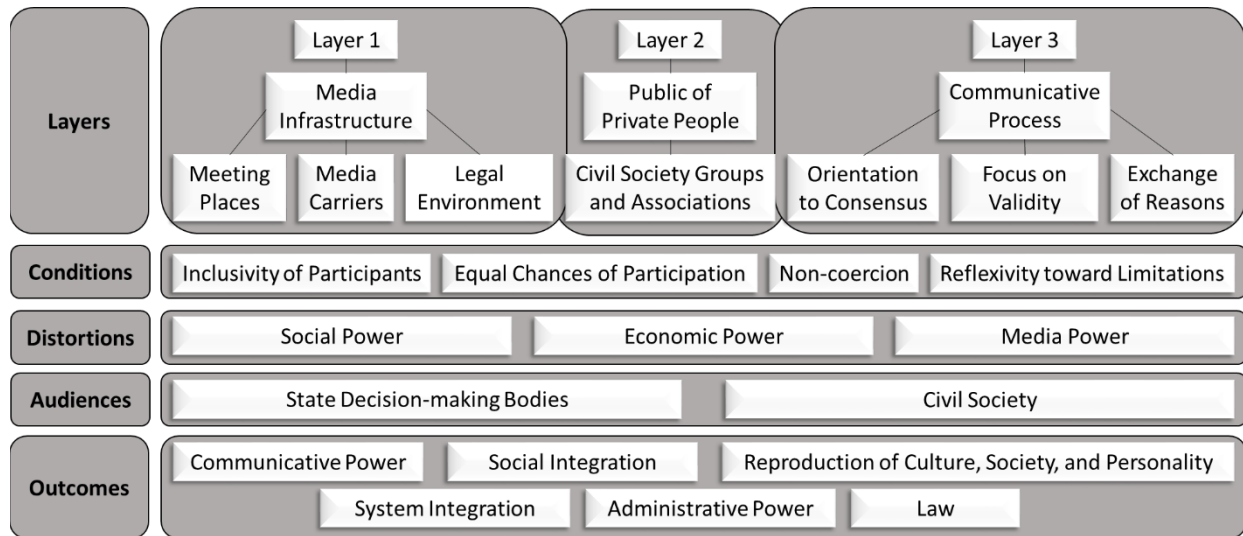 Layers
Layer 1
Media
Infrastructure
Meeting
Places
Media
Carriers
Legal
Environment
Layer 2
Public of
Private People
Civil Society Groups
and Associations
Layer 3
Communicative
Process
Orientation
to Consensus
Focus on
Validity
Exchange
of Reasons
Conditions
Inclusivity of Participants
Equal Chances of Participation
Non-coercion
Reflexivity toward Limitations
Distortions
Social Power
Economic Power
Media Power
Audiences
State Decision-making Bodies
Civil Society
Outcomes
Communicative Power
Social Integration
Reproduction of Culture, Society, and Personality
System Integration
Administrative Power
Law